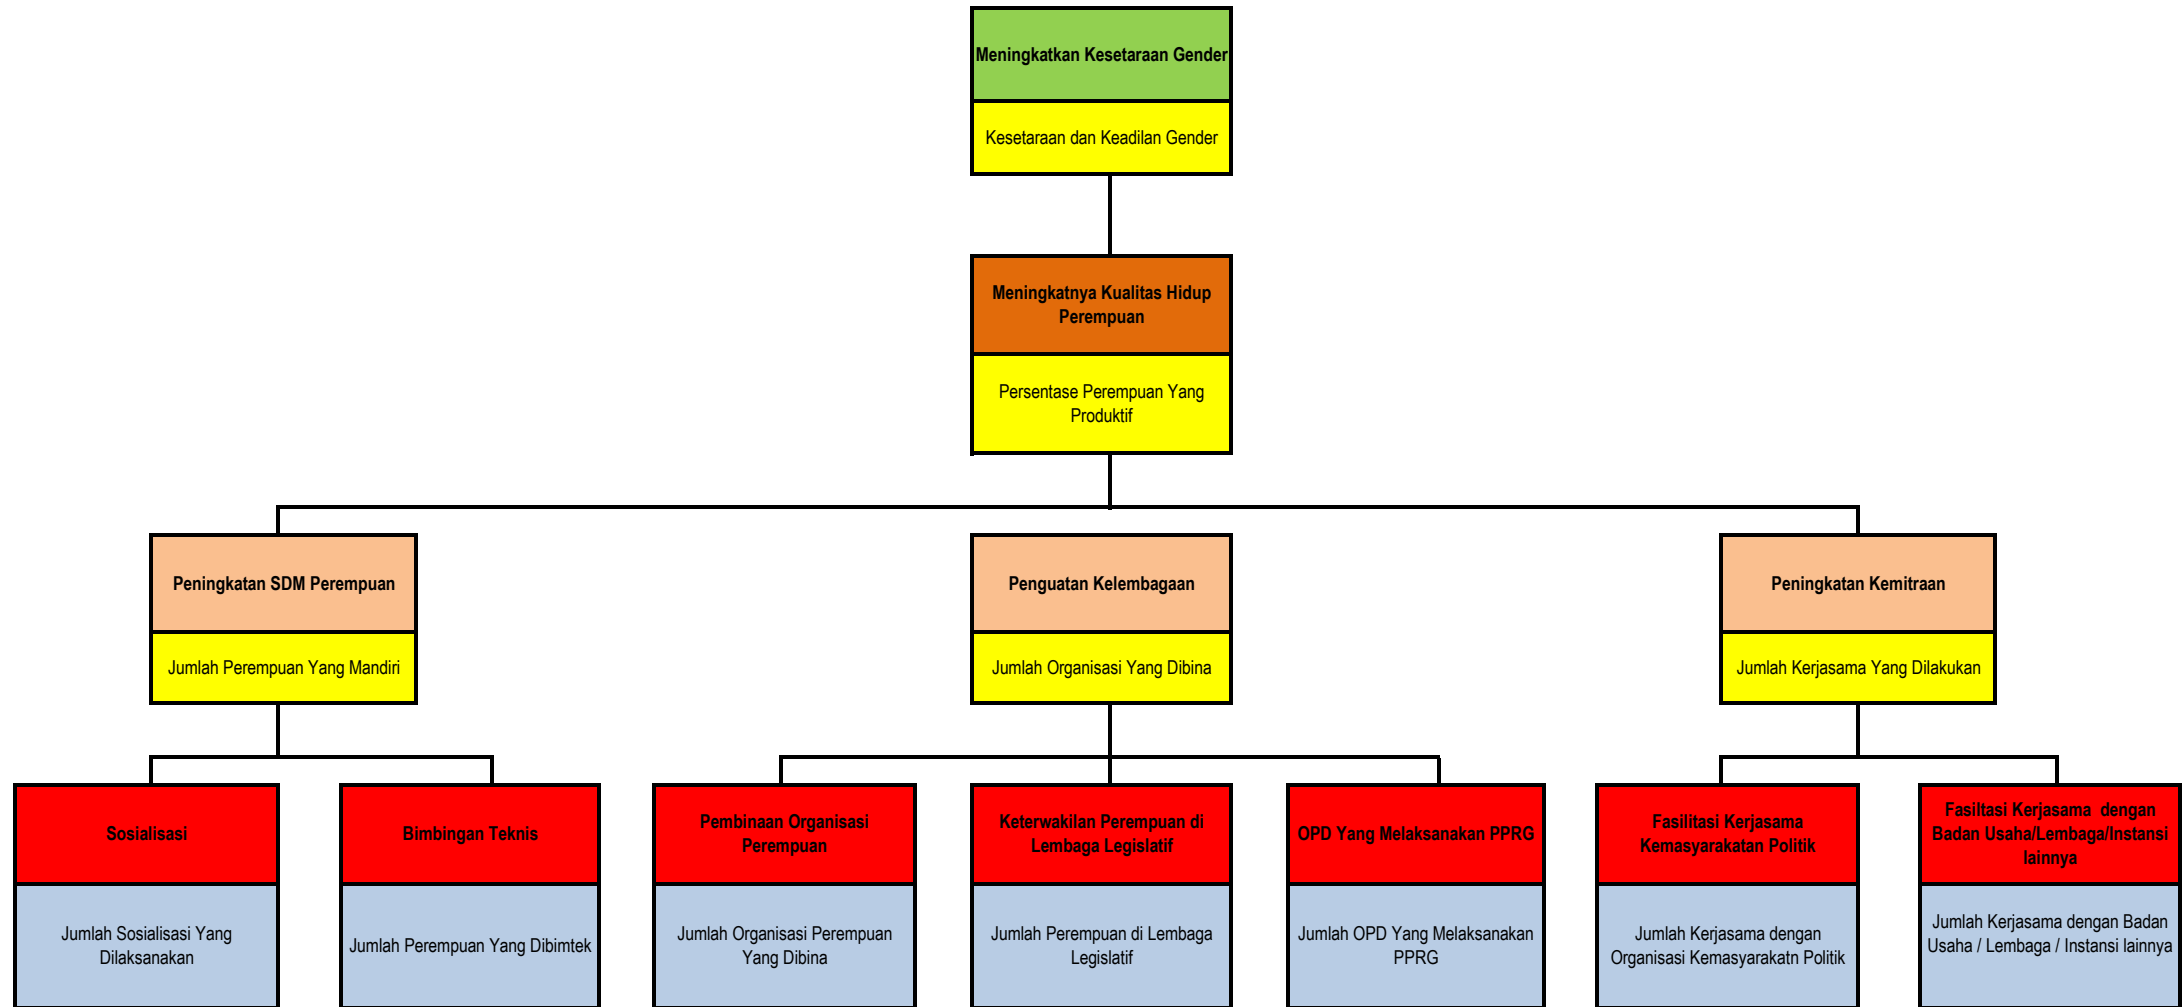 Meningkatkan Kesetaraan Gender
Kesetaraan dan Keadilan Gender
Meningkatnya Kualitas Hidup
Perempuan
Persentase Perempuan Yang
Produktif
Peningkatan SDM Perempuan
Jumlah Perempuan Yang Mandiri
Penguatan Kelembagaan
Jumlah Organisasi Yang Dibina
Peningkatan Kemitraan
Jumlah Kerjasama Yang Dilakukan
Sosialisasi
Jumlah Sosialisasi Yang
Dilaksanakan
Bimbingan Teknis
Jumlah Perempuan Yang Dibimtek
Pembinaan Organisasi
Perempuan
Jumlah Organisasi Perempuan
Yang Dibina
Keterwakilan Perempuan di
Lembaga Legislatif
Jumlah Perempuan di Lembaga
Legislatif
OPD Yang Melaksanakan PPRG
Jumlah OPD Yang Melaksanakan
PPRG
Fasilitasi Kerjasama
Kemasyarakatan Politik
Jumlah Kerjasama dengan
Organisasi Kemasyarakatn Politik
Fasiltasi Kerjasama  dengan
Badan Usaha/Lembaga/Instansi
lainnya
Jumlah Kerjasama dengan Badan
Usaha / Lembaga / Instansi lainnya